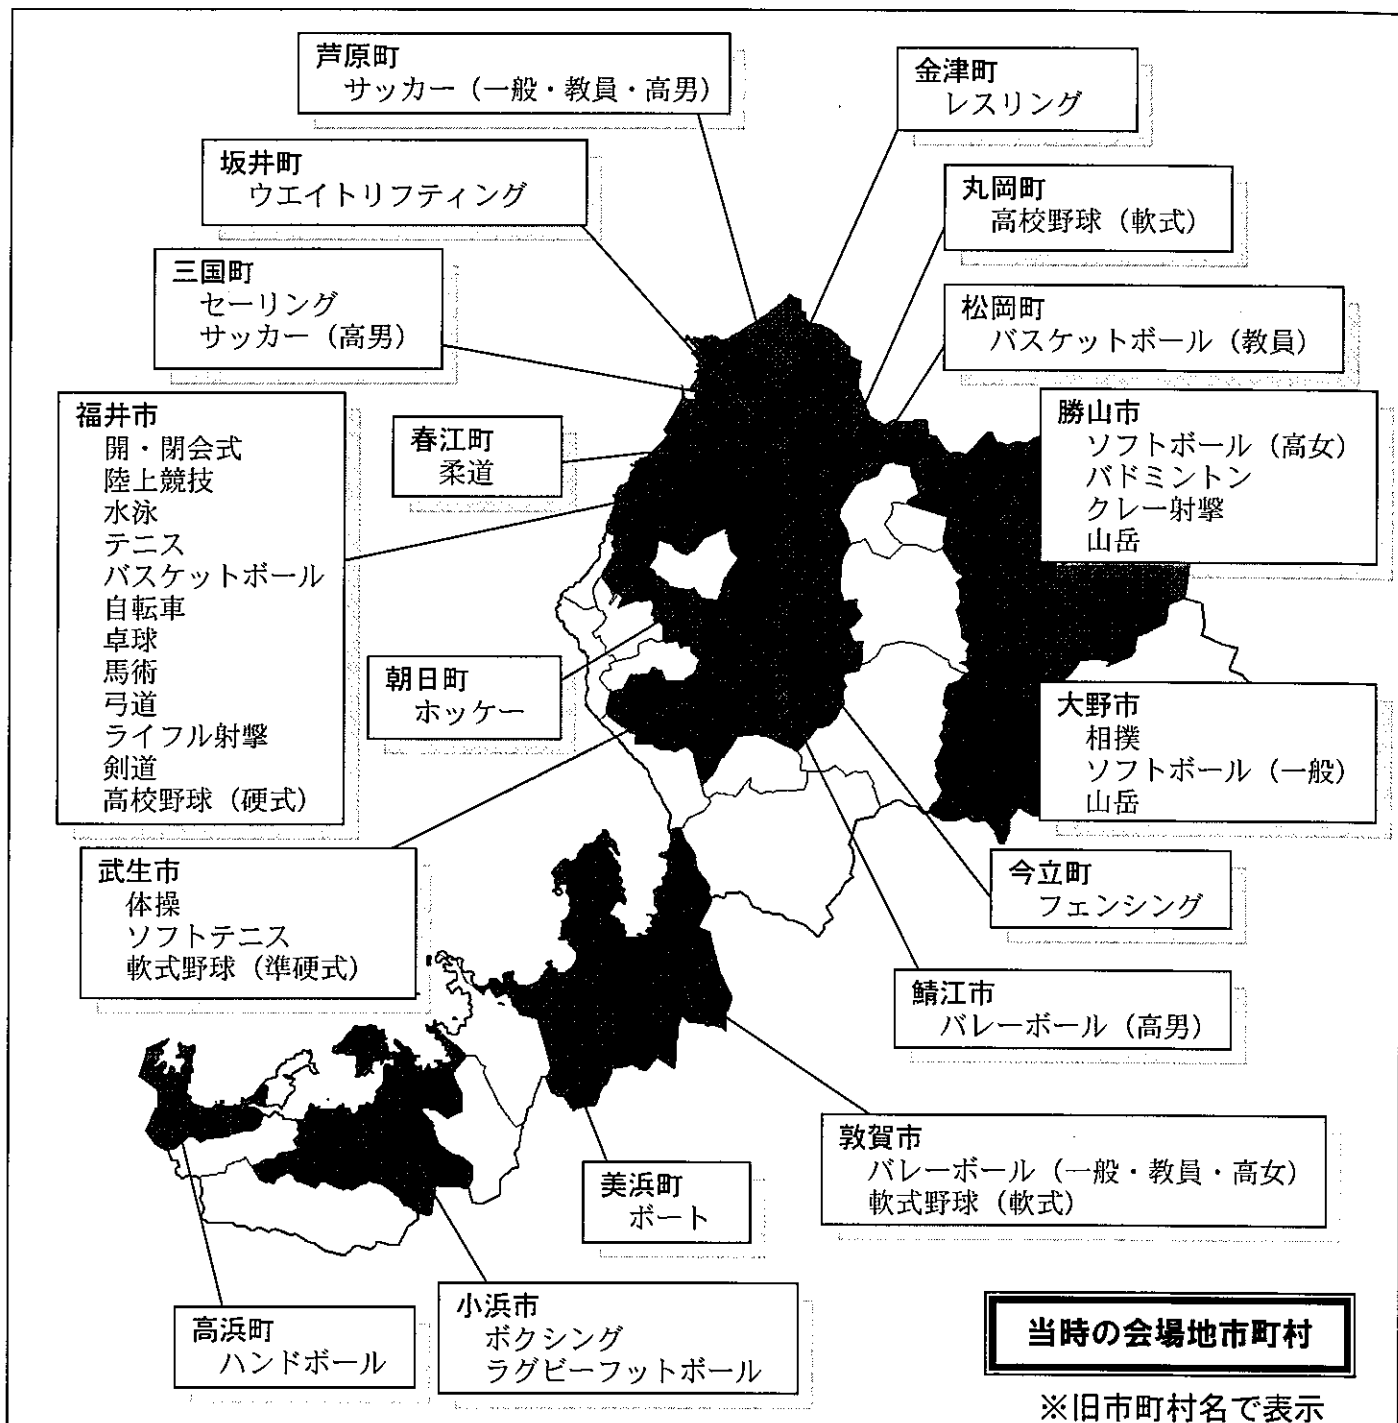 芦原町
サッカー（一般・教員・高男）
金津町
レスリング
坂井町
ウエイトリフティング
丸岡町
高校野球（軟式）
三国町
セーリング
サッカー（高男）
松岡町
バスケットボール（教員）
福井市
開・閉会式
陸上競技
水泳
テニス
バスケットボール
自転車
卓球
馬術
弓道
ライフル射撃
剣道
高校野球（硬式）
春江町
柔道
勝山市
ソフトボール（高女）
バドミントン
クレー射撃
山岳
朝日町
ホッケー
大野市
相撲
ソフトボール（一般）
山岳
武生市
体操
ソフトテニス
軟式野球（準硬式）
今立町
フェンシング
鯖江市
バレーボール（高男）
敦賀市
バレーボール（一般・教員・高女）
軟式野球（軟式）
美浜町
ボート
高浜町
ハンドボール
小浜市
ボクシング
ラグビーフットボール
当時の会場地市町村
※旧市町村名で表示